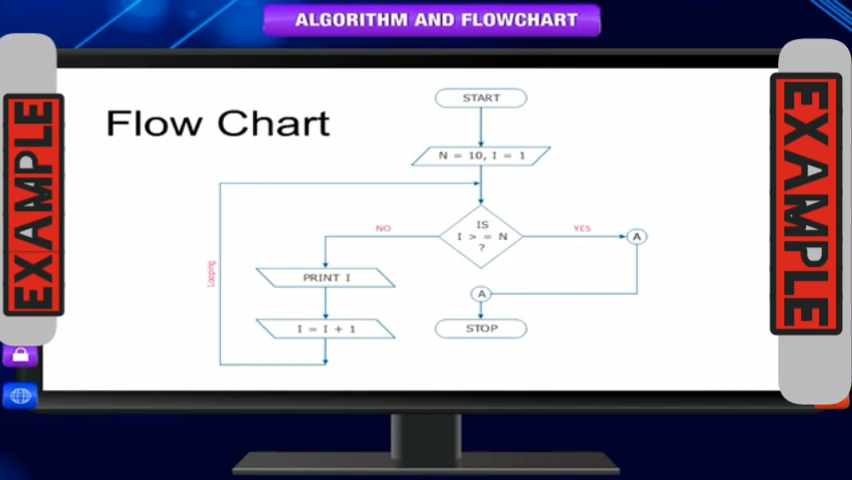 ALGORITHM AND FLOWCHART
EXAMPLE
EXAMPLE
Flow Chart
START
N = 10, I = 1
IS
I > = N
?
NO
YES
A
Looping
PRINT I
A
I = I + 1
STOP